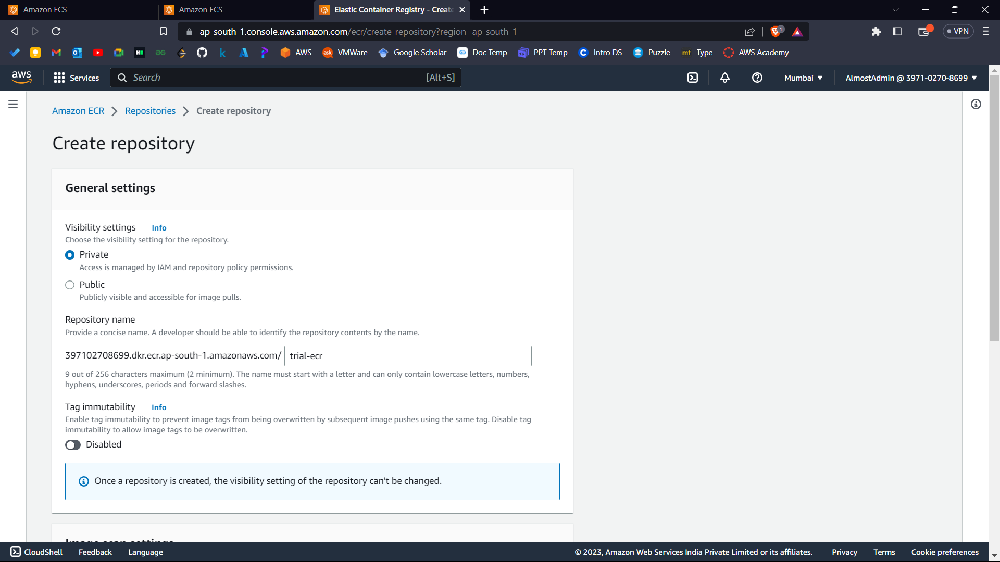 Amazon ECS
Amazon ECS
Elastic Container Registry - Create
ap-south-1.console.aws.amazon.com/ecr/create-repository?region=ap-south-1
1
VPN
AWS
VMWare
Google Scholar
Doc Temp
PPT Temp
Intro DS
Puzzle
mt Type
AWS Academy
aws
Services
Search
[Alt+S]
Mumbai
AlmostAdmin @ 3971-0270-8699
Amazon ECR
Repositories
Create repository
Create repository
General settings
Visibility settings
Info
Choose the visibility setting for the repository.
Private
Access is managed by IAM and repository policy permissions.
Public
Publicly visible and accessible for image pulls.
Repository name
Provide a concise name. A developer should be able to identify the repository contents by the name.
397102708699.dkr.ecr.ap-south-1.amazonaws.com/
trial-ecr
9 out of 256 characters maximum (2 minimum). The name must start with a letter and can only contain lowercase letters, numbers,
hyphens, underscores, periods and forward slashes.
Tag immutability
Info
Enable tag immutability to prevent image tags from being overwritten by subsequent image pushes using the same tag. Disable tag
immutability to allow image tags to be overwritten.
Disabled
Once a repository is created, the visibility setting of the repository can't be changed.
Image scan settings
CloudShell
Feedback
Language
© 2023, Amazon Web Services India Private Limited or its affiliates.
Privacy
Terms
Cookie preferences